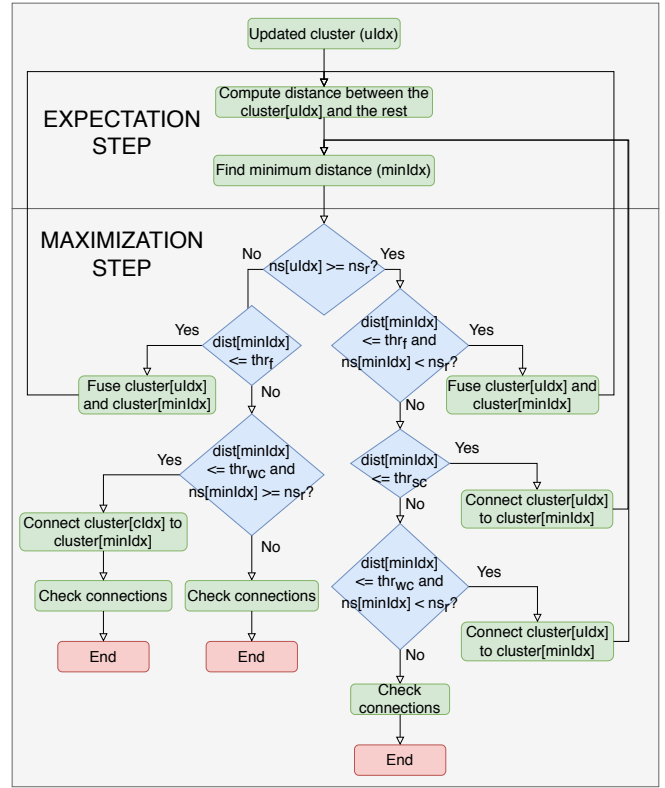 Updated cluster (uIdx)
Compute distance between the
cluster[uIdx] and the rest
EXPECTATION
STEP
Find minimum distance (minIdx)
MAXIMIZATION
STEP
No
ns[uIdx] >= nsr?
Yes
Yes
dist[minIdx]
<= thrf
dist[minIdx]
<= thrf and
ns[minIdx] < nsr?
Yes
Fuse cluster[uIdx]
and cluster[minIdx]
Fuse cluster[uIdx] and
cluster[minIdx]
No
No
Yes
dist[minIdx]
<= thrwc and
ns[minIdx] >= nsr?
dist[minIdx]
<= thrsc
Yes
Connect cluster[cIdx] to
cluster[minIdx]
Connect cluster[uIdx]
to cluster[minIdx]
No
No
Check connections
Check connections
dist[minIdx]
<= thrwc and
ns[minIdx] < nsr?
Yes
Connect cluster[uIdx]
to cluster[minIdx]
End
End
No
Check
connections
End